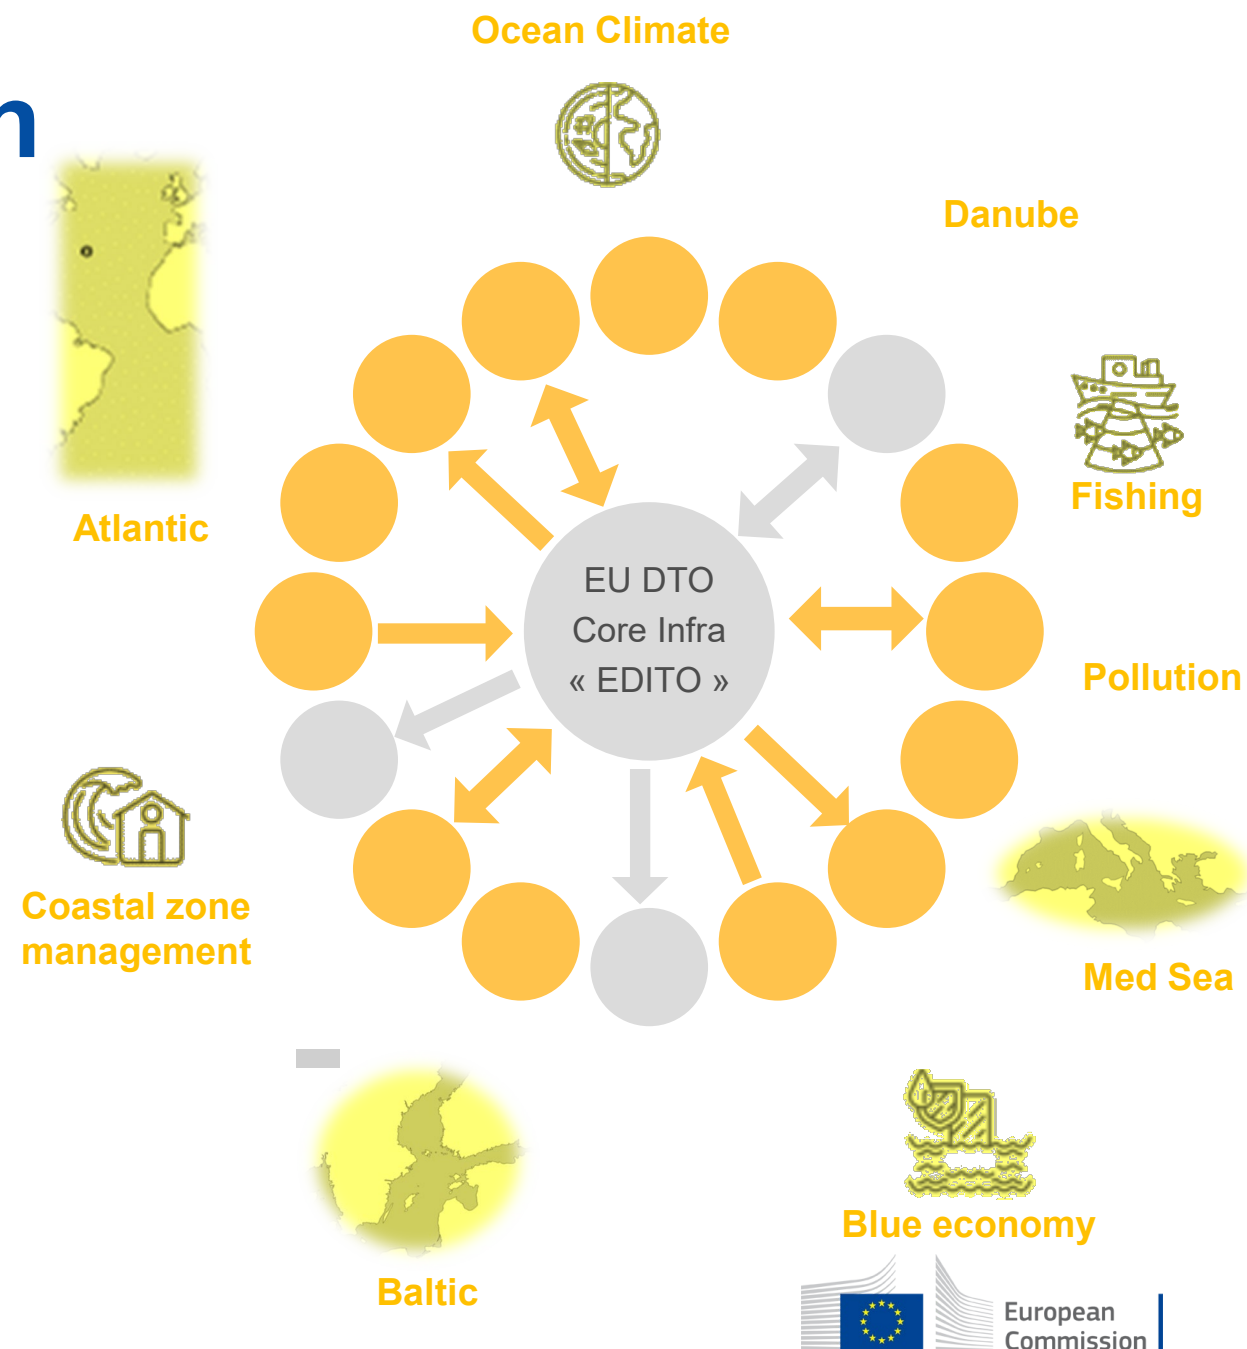 Ocean Climate
n
Danube
Fishing
Atlantic
EU DTO
Core Infra
« EDITO »
Pollution
Coastal zone
management
Med Sea
Blue economy
Baltic
European
Commission